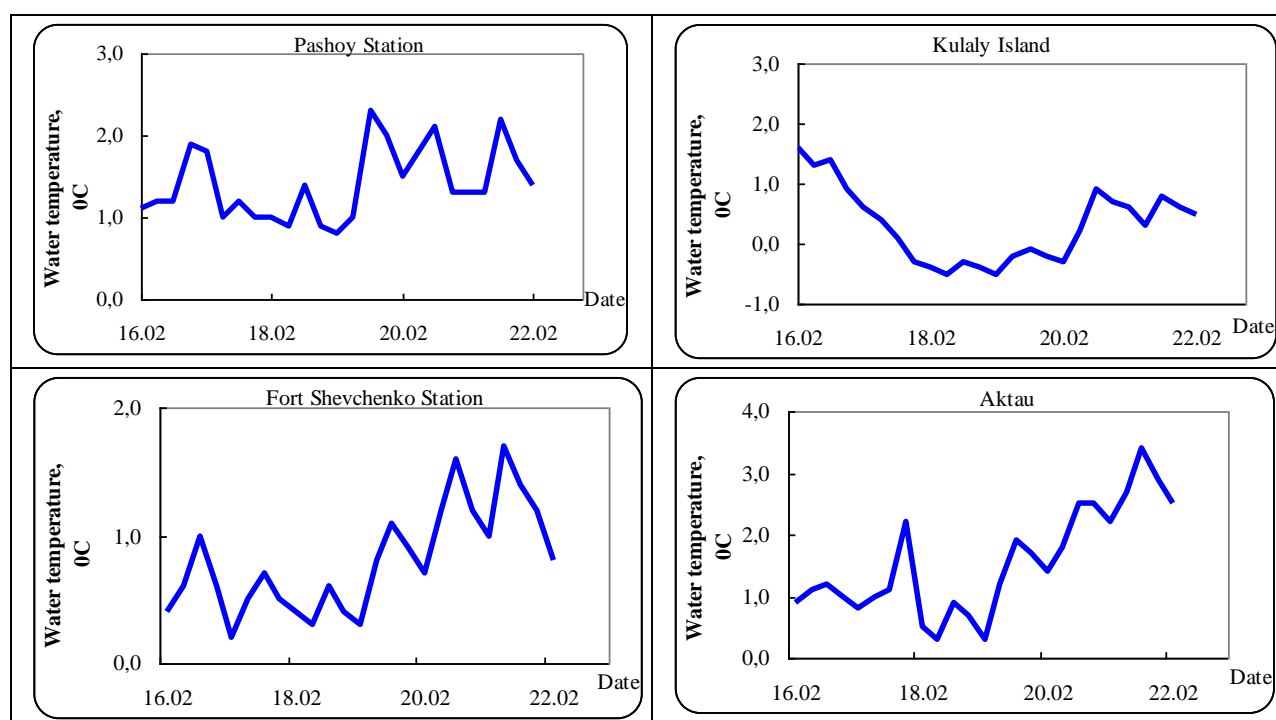 Pashoy Station
3,0
2,0
1,0
0,0
Water temperature,
0C
16.02 18.02 20.02 22.02
Date
Kulaly Island
3,0
2,0
1,0
0,0
-1,0
Water temperature,
0C
16.02 18.02 20.02 22.02
Date
Fort Shevchenko Station
2,0
1,0
0,0
Water temperature,
0C
16.02 18.02 20.02 22.02
Date
Aktau
4,0
3,0
2,0
1,0
0,0
Water temperature,
0C
16.02 18.02 20.02 22.02
Date